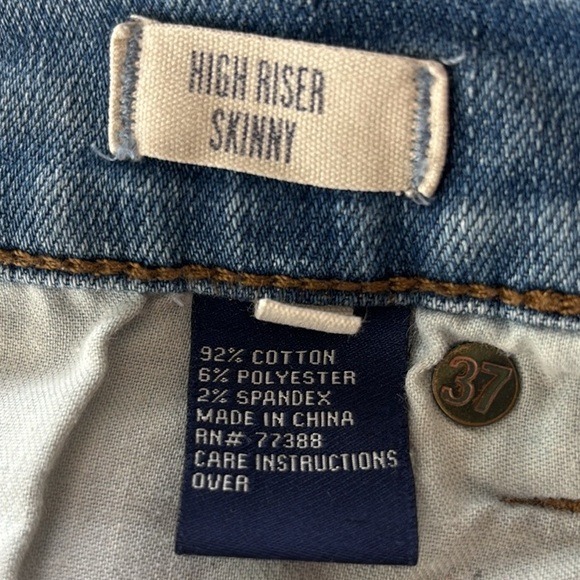 HIGH RISER
SKINNY
92% COTTON
6% POLYESTER
2% SPANDEX
MADE IN CHINA
RN# 77388
CARE INSTRUCTIONS
OVER
37